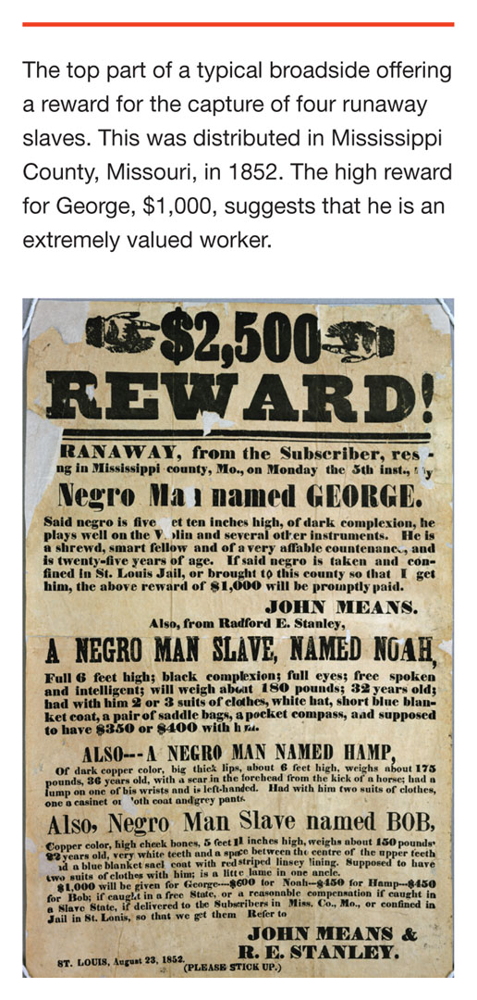 The top part of a typical broadside offering
a reward for the capture of four runaway
slaves. This was distributed in Mississippi
County, Missouri, in 1852. The high reward
for George, $1,000, suggests that he is an
extremely valued worker.
$2,500
REWARD!
RANAWAY, from the Subscriber, res -
ng in Mississippi county, Mo., on Monday the 5th inst., y
Negro Ma named GEORGE.
Said negro is five et ten inches high, of dark complexion, he
plays well on the V olin and several other instruments. He is
a shrewd, smart fellow and of a very affable countenance, and
is twenty-five years of age. If said negro is taken and con-
fined in St. Louis Jail, or brought to this county so that I get
him, the above reward of $1,000 will be promptly paid.
JOHN MEANS.
Also, from Radford E. Stanley,
A NEGRO MAN SLAVE, NAMED NOAH,
Full 6 feet high; black complexion; full eyes; free spoken
and intelligent; will weigh about 180 pounds; 32 years old;
had with him 2 or 3 suits of clothes, white hat, short blue blan-
ket coat, a pair of saddle bags, a pocket compass, and supposed
to have $350 or $400 with h m.
ALSO---A NEGRO MAN NAMED HAMP,
Of dark copper color, big thick lips, about 6 feet high, weighs about 175
pounds, 36 years old, with a scar in the forehead from the kick of a horse; had a
lump on one of his wrists and is left-handed. Had with him two suits of clothes,
one a casinet or oth coat and grey pants.
Also, Negro Man Slave named BOB,
Copper color, high cheek bones, 5 feet 11 inches high, weighs about 150 pounds,
22 years old, very white teeth and a space between the centre of the upper teeth
d a blue blanket sack coat with red striped linsey lining. Supposed to have
two suits of clothes with him; is a litte lame in one ancle.
$1,000 will be given for George---$600 for Noah--$450 for Hamp--$450
for Bob; if caught in a free State, or a reasonable compensation if caught in
a Slave State, if delivered to the Subscribers in Miss. Co., Mo., or confined in
Jail in St. Lonis, so that we get them Refer to
JOHN MEANS &
R. E. STANLEY.
ST. LOUIS, August 23, 1852.
(PLEASE STICK UP.)